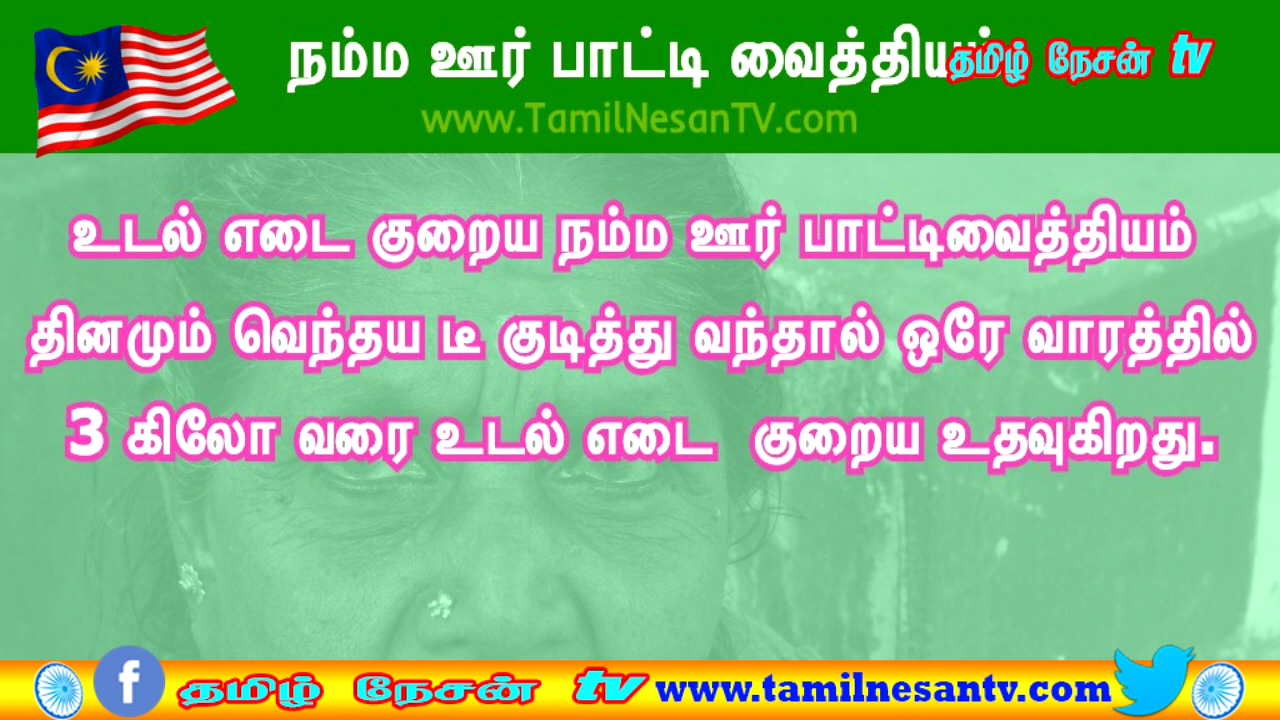 நம்ம ஊர் பாட்டி வைத்தியம்
தமிழ் நேசன் tv
www.TamilNesanTV.com
உடல் எடை குறைய நம்ம ஊர் பாட்டிவைத்தியம்
தினமும் வெந்தய டீ குடித்து வந்தால் ஒரே வாரத்தில்
3 கிலோ வரை உடல் எடை குறைய உதவுகிறது.
f தமிழ் நேசன் tv www.tamilnesantv.com